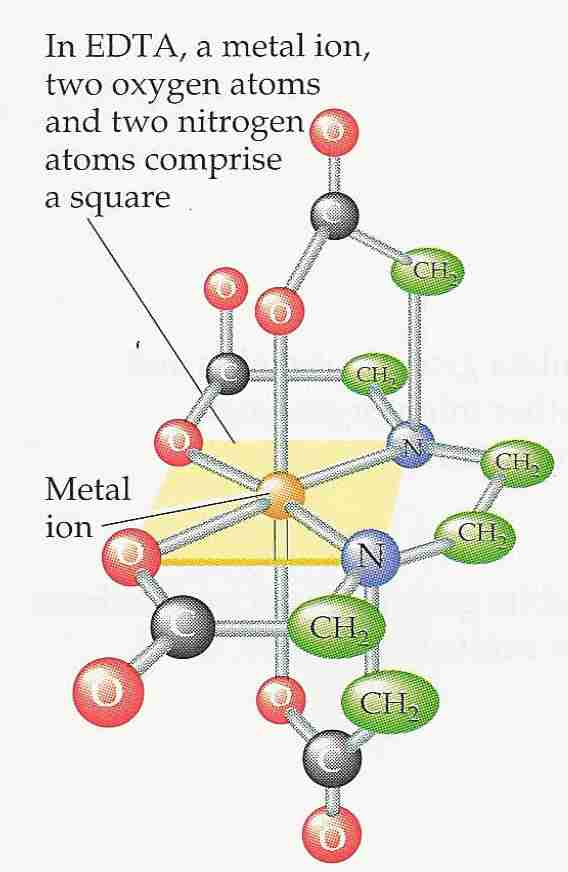 In EDTA, a metal ion,
two oxygen atoms
and two nitrogen
atoms comprise
a square
O
C
CH₂
O
O
C
CH₂
O
N
CH₂
Metal
ion
CH₂
O
N
C
CH₂
O
O
CH₂
C
O